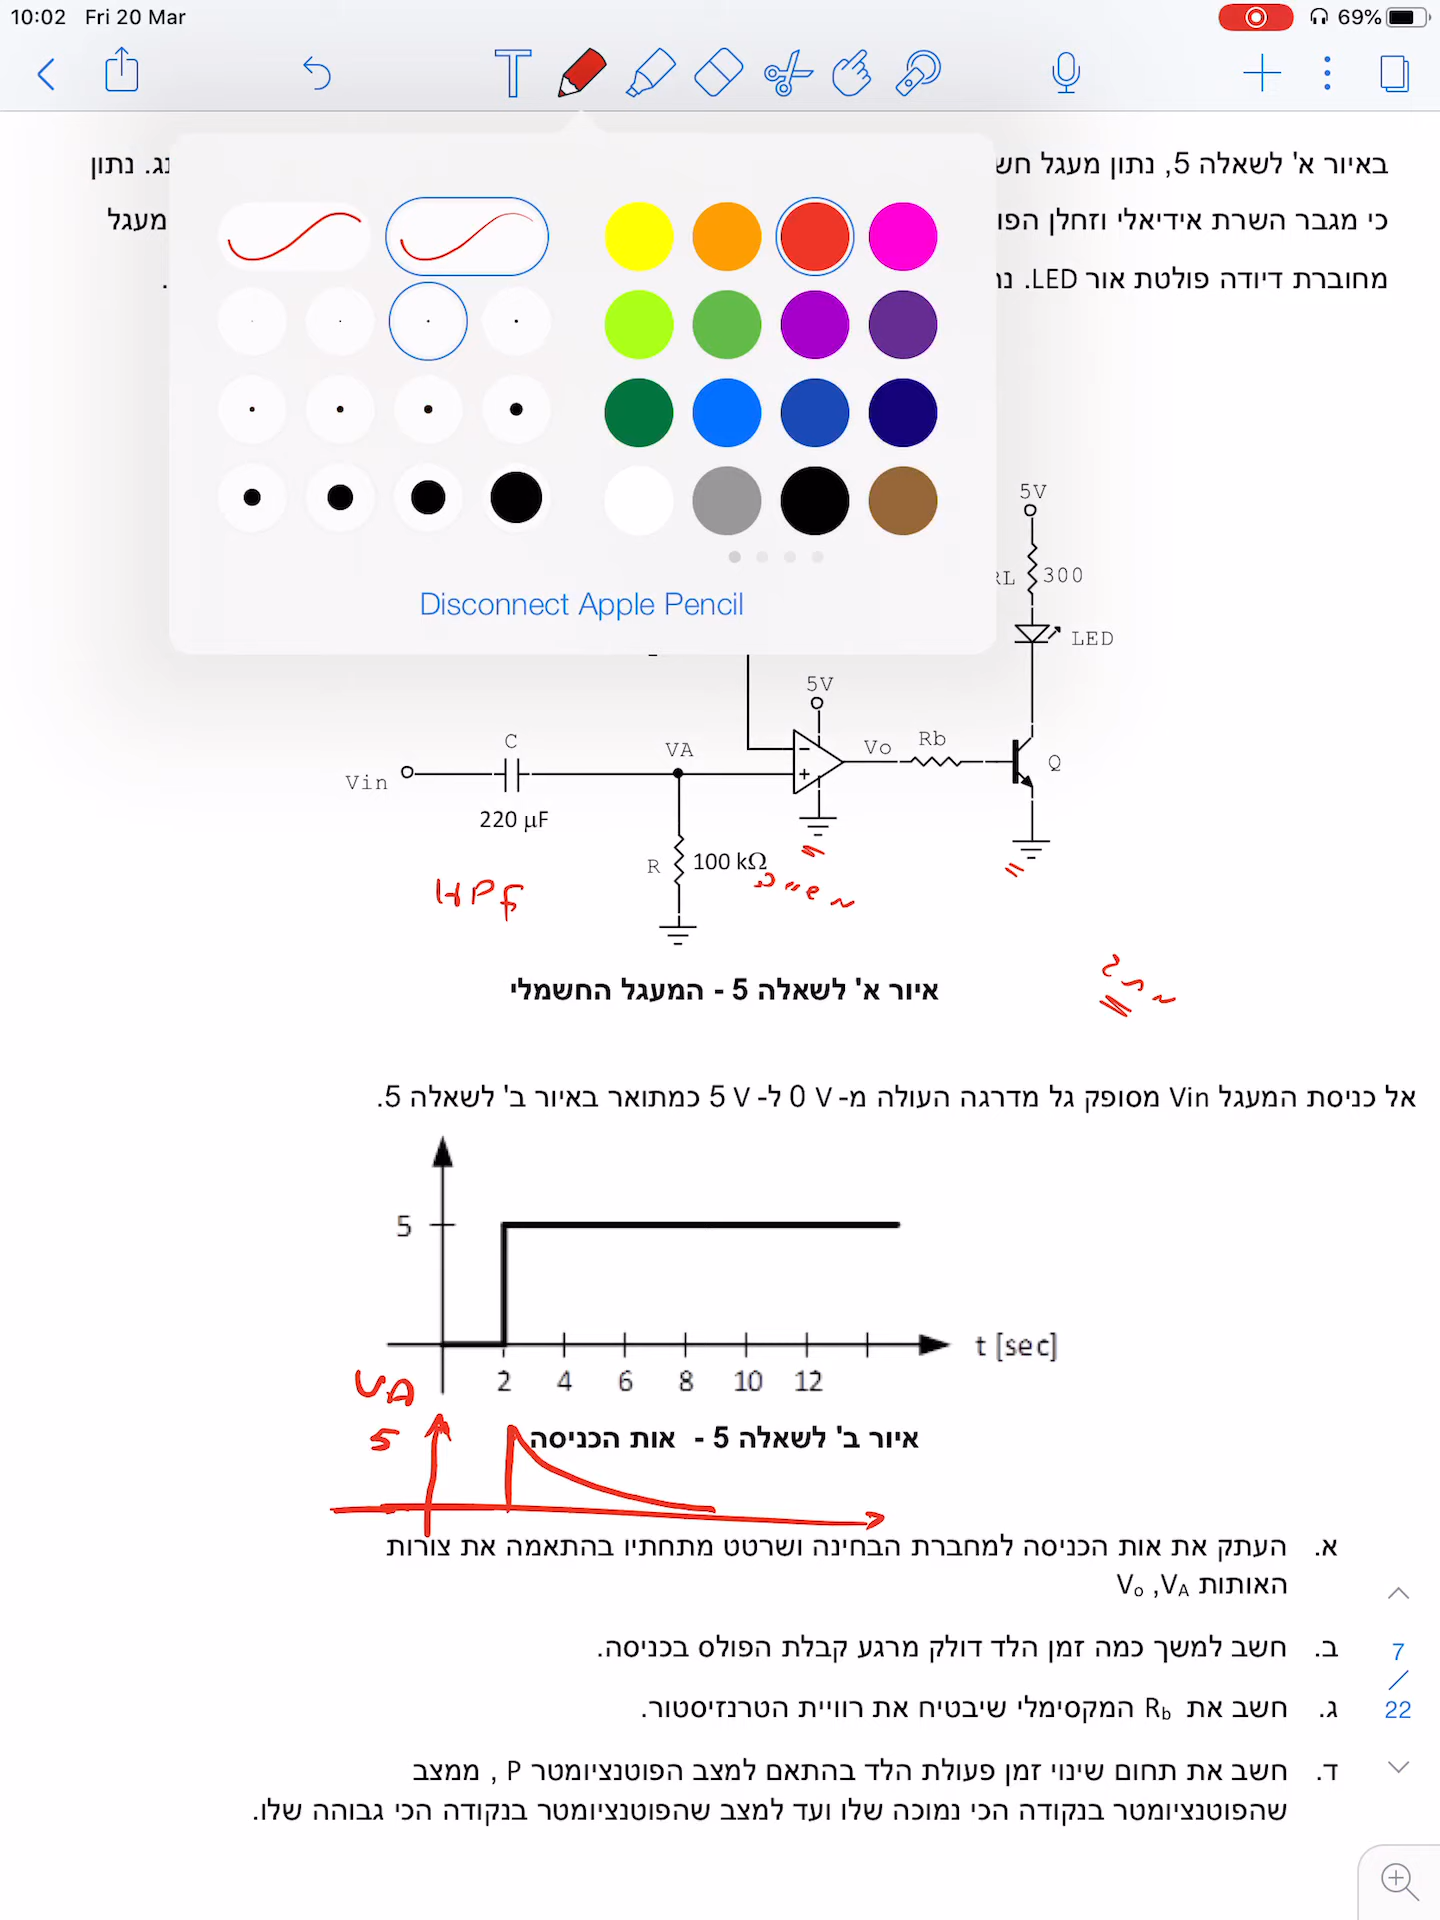 10:02 Fri 20 Mar
69%
T
באיור א' לשאלה 5, נתון מעגל חש
נג. נתון
כי מגבר השרת אידיאלי וזחלן הפו
מעגל
מחוברת דיודה פולטת אור LED.
.
Disconnect Apple Pencil
5V
RL 300
LED
5V
C
VA
Vo Rb
Q
Vin
- +
220 µF
R 100 kΩ
HPf
איור א' לשאלה 5 - המעגל החשמלי
אל כניסת המעגל Vin מסופק גל מדרגה העולה מ- 0 V ל- 5 V כמתואר באיור ב' לשאלה 5.
5
t [sec]
2 4 6 8 10 12
VA
5
איור ב' לשאלה 5 - אות הכניסה
א. העתק את אות הכניסה למחברת הבחינה ושרטט מתחתיו בהתאמה את צורות
האותות Vo ,VA
ב. חשב למשך כמה זמן הלד דולק מרגע קבלת הפולס בכניסה.
ג. חשב את Rb המקסימלי שיבטיח את רוויית הטרנזיסטור.
ד. חשב את תחום שינוי זמן פעולת הלד בהתאם למצב הפוטנציומטר P , ממצב
שהפוטנציומטר בנקודה הכי נמוכה שלו ועד למצב שהפוטנציומטר בנקודה הכי גבוהה שלו.
7
/
22